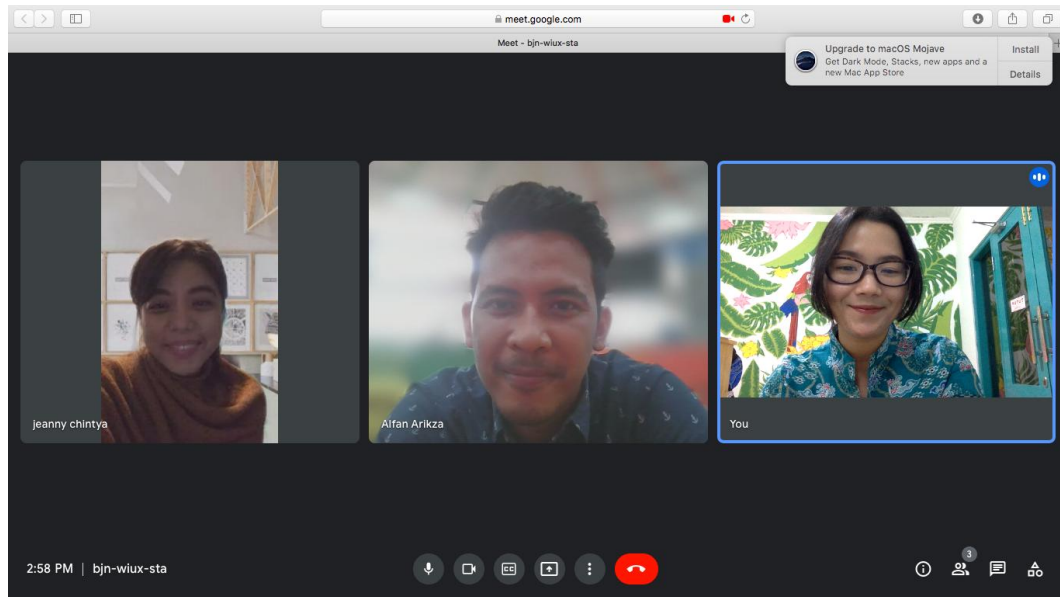 meet.google.com
Meet - bjn-wiux-sta
Upgrade to macOS Mojave
Get Dark Mode, Stacks, new apps and a
new Mac App Store
Install
Details
jeanny chintya
Alfan Arikza
You
2:58 PM | bjn-wiux-sta
CC
3